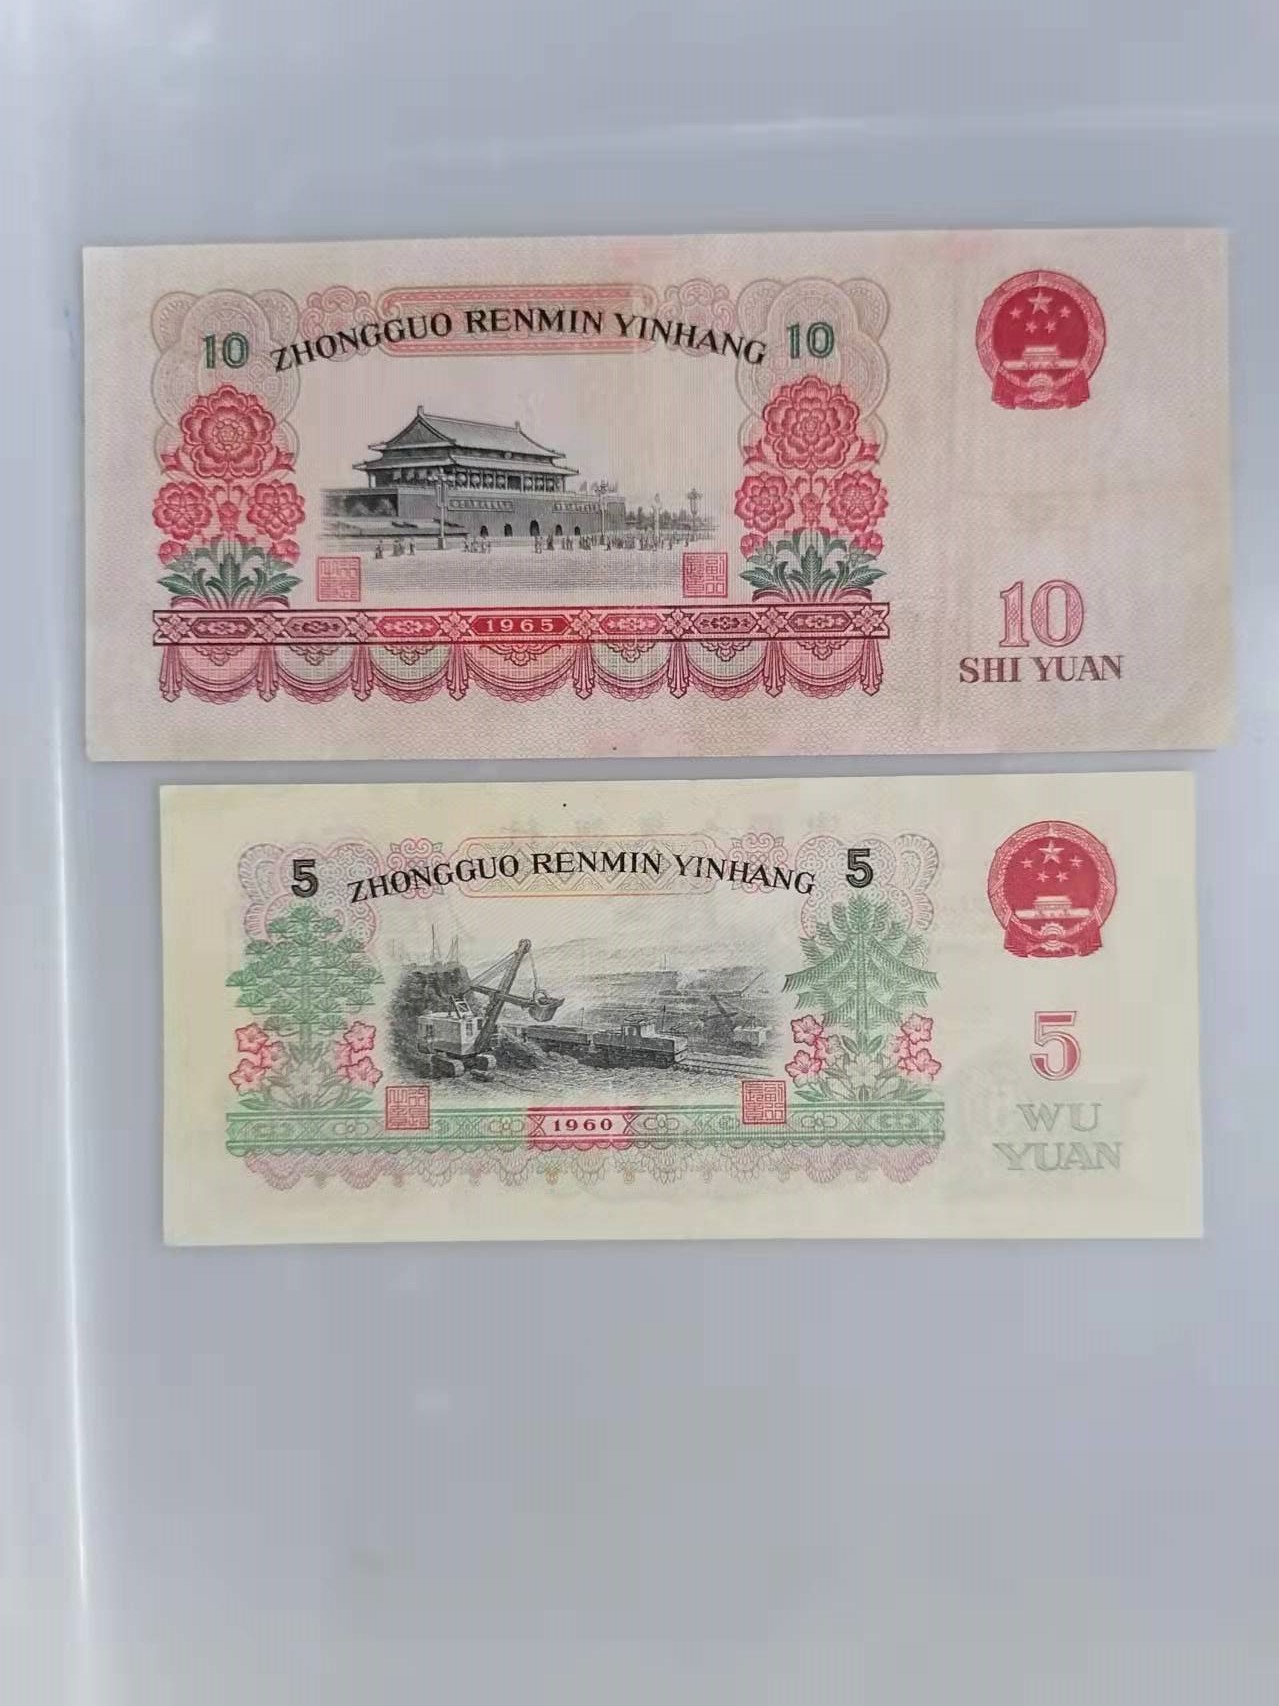 10 ZHONGGUO RENMIN YINHANG 10
1965
10
SHI YUAN
5 ZHONGGUO RENMIN YINHANG 5
1960
5
WU
YUAN